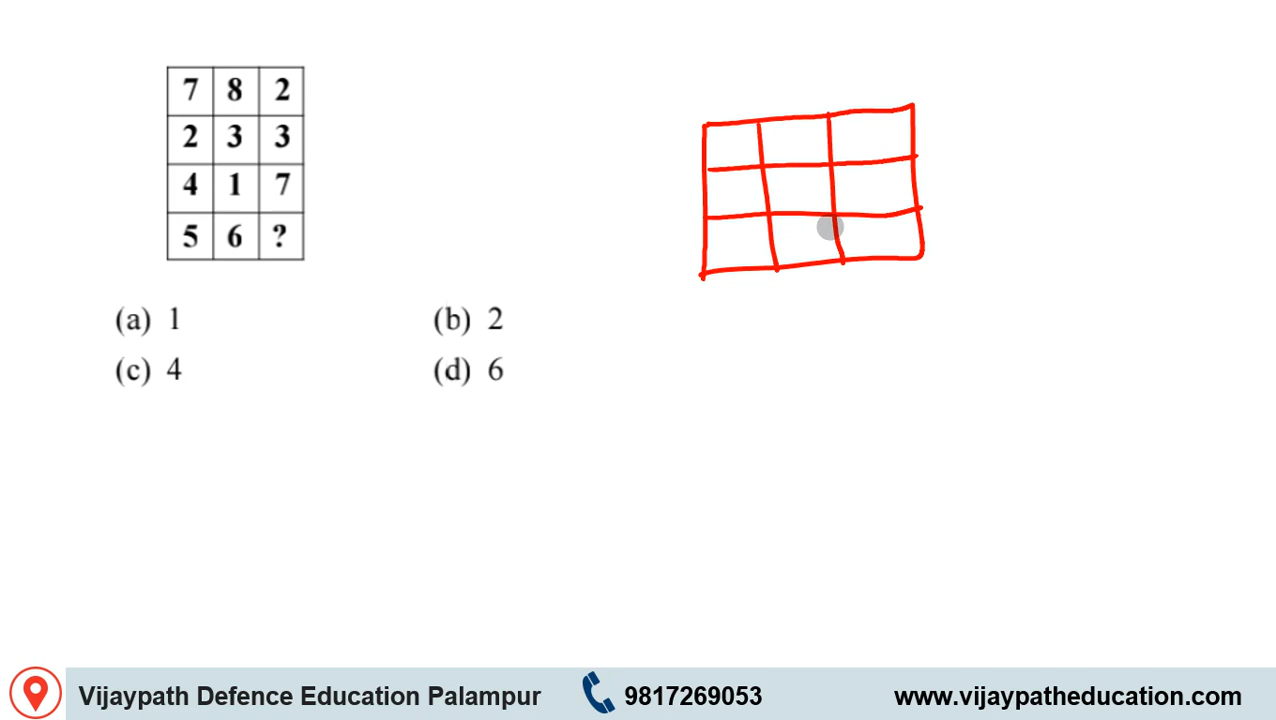 7 8 2
2 3 3
4 1 7
5 6 ?
(a) 1 (b) 2
(c) 4 (d) 6
Vijaypath Defence Education Palampur 9817269053 www.vijaypatheducation.com